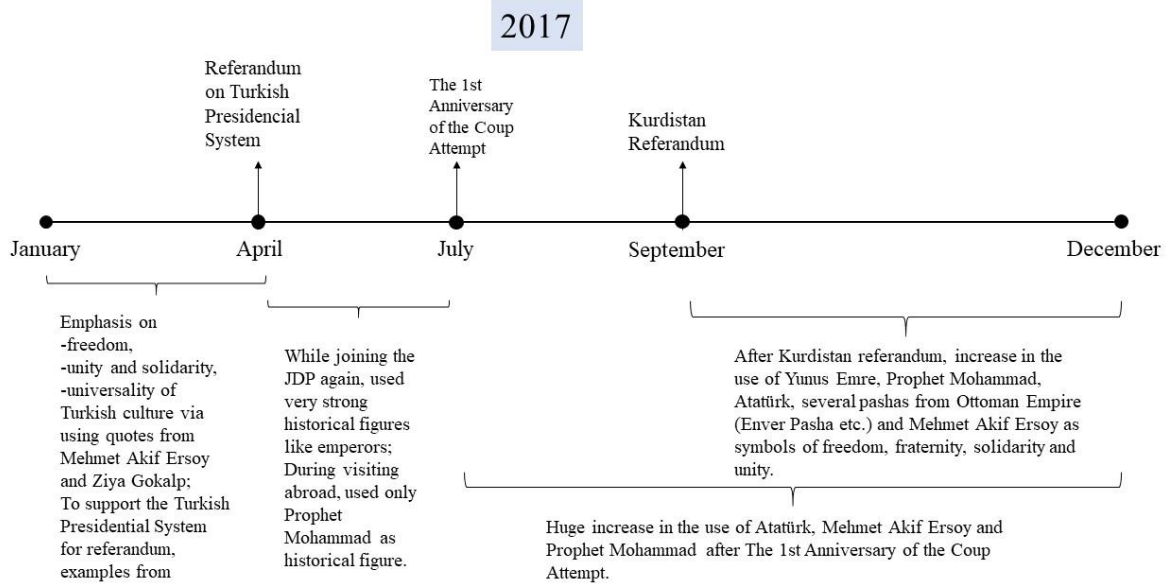 2017
Referandum
on Turkish
Presidencial
System
The 1st
Anniversary
of the Coup
Attempt
Kurdistan
Referandum
January
April
July
September
December
Emphasis on
-freedom,
-unity and solidarity,
-universality of
Turkish culture via
using quotes from
Mehmet Akif Ersoy
and Ziya Gokalp;
To support the Turkish
Presidential System
for referandum,
examples from
While joining the
JDP again, used
very strong
historical figures
like emperors;
During visiting
abroad, used only
Prophet
Mohammad as
historical figure.
After Kurdistan referandum, increase in the
use of Yunus Emre, Prophet Mohammad,
Atatürk, several pashas from Ottoman Empire
(Enver Pasha etc.) and Mehmet Akif Ersoy as
symbols of freedom, fraternity, solidarity and
unity.
Huge increase in the use of Atatürk, Mehmet Akif Ersoy and
Prophet Mohammad after The 1st Anniversary of the Coup
Attempt.